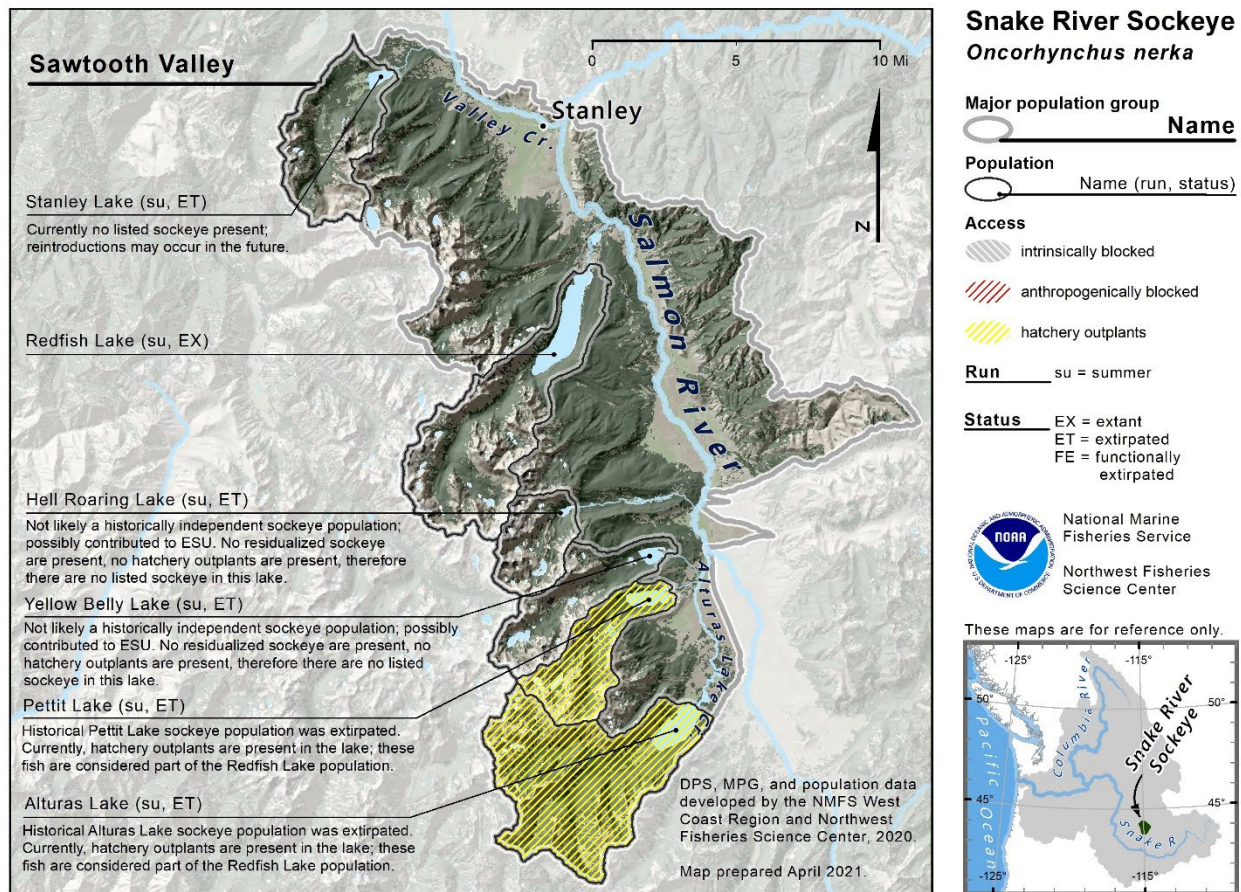 Sawtooth Valley
0 5 10 Mi
Stanley
Valley Cr.
N
Salmon River
Alturas Lake Cr.
Stanley Lake (su, ET)
Currently no listed sockeye present;
reintroductions may occur in the future.
Redfish Lake (su, EX)
Hell Roaring Lake (su, ET)
Not likely a historically independent sockeye population;
possibly contributed to ESU. No residualized sockeye
are present, no hatchery outplants are present, therefore
there are no listed sockeye in this lake.
Yellow Belly Lake (su, ET)
Not likely a historically independent sockeye population; possibly
contributed to ESU. No residualized sockeye are present, no
hatchery outplants are present, therefore there are no listed
sockeye in this lake.
Pettit Lake (su, ET)
Historical Pettit Lake sockeye population was extirpated.
Currently, hatchery outplants are present in the lake; these
fish are considered part of the Redfish Lake population.
Alturas Lake (su, ET)
Historical Alturas Lake sockeye population was extirpated.
Currently, hatchery outplants are present in the lake; these
fish are considered part of the Redfish Lake population.
DPS, MPG, and population data
developed by the NMFS West
Coast Region and Northwest
Fisheries Science Center, 2020.
Map prepared April 2021.
Snake River Sockeye
Oncorhynchus nerka
Major population group
Name
Population
Name (run, status)
Access
intrinsically blocked
anthropogenically blocked
hatchery outplants
Run su = summer
Status EX = extant
ET = extirpated
FE = functionally
extirpated
NATIONAL OCEANIC AND ATMOSPHERIC ADMINISTRATION
NOAA
U.S. DEPARTMENT OF COMMERCE
National Marine
Fisheries Service
Northwest Fisheries
Science Center
These maps are for reference only.
-125° -115°
50° 50°
Columbia River
Pacific Ocean
Snake River
Sockeye
45° 45°
Snake R
-125° -115°